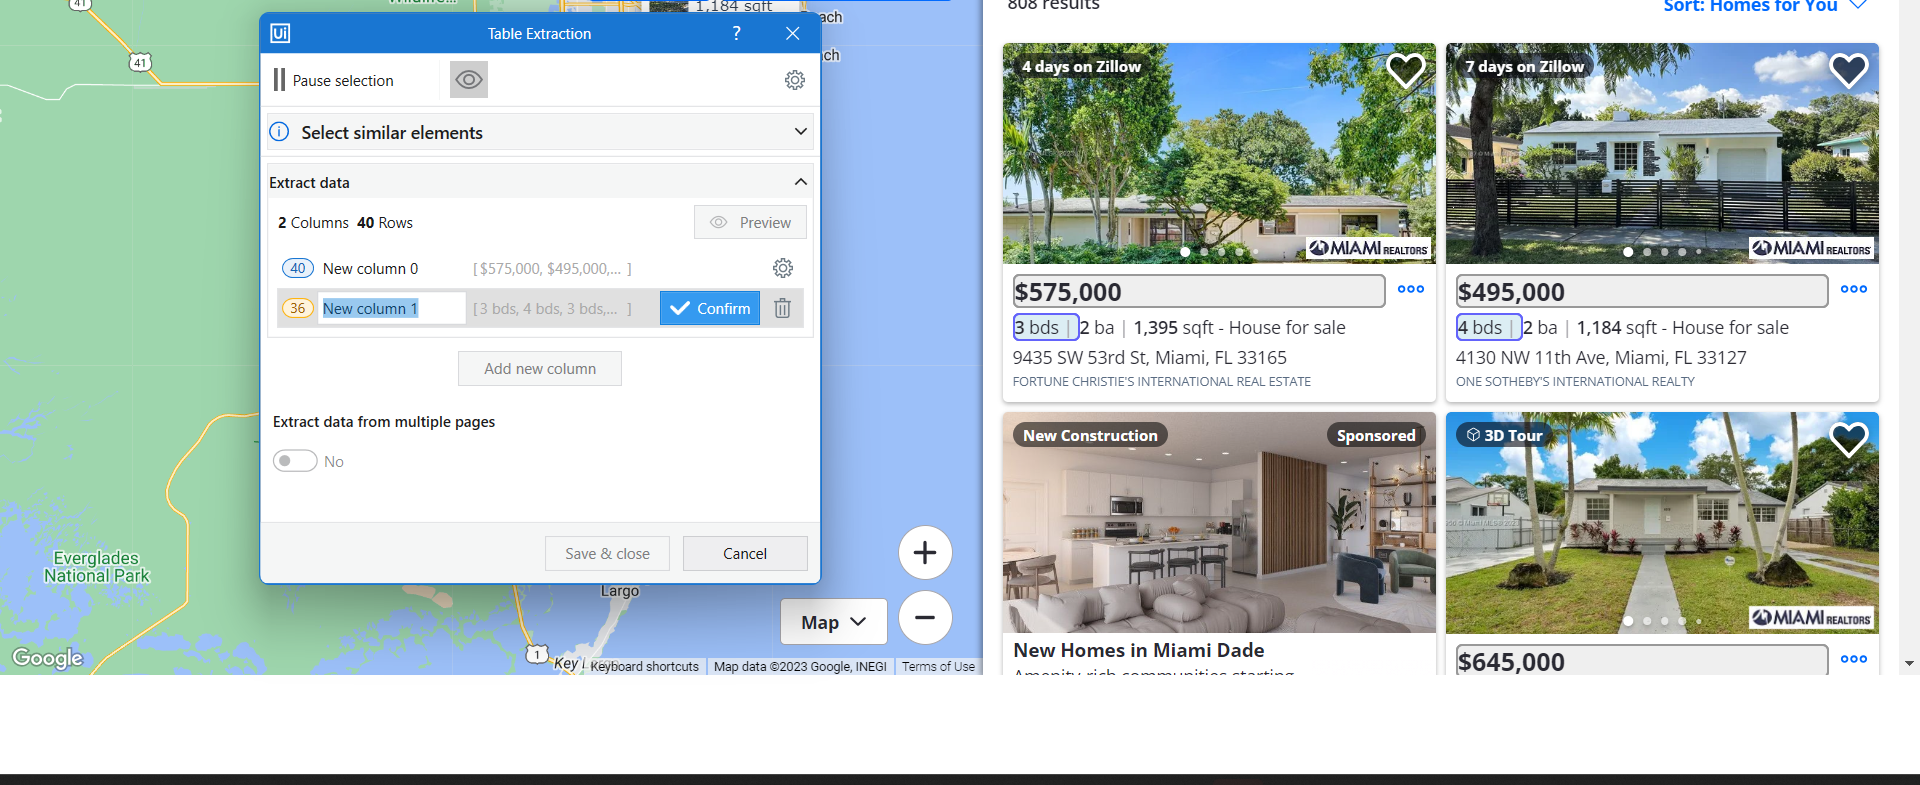 41
41
1,184 sqft
ach
ch
Ui
Table Extraction
?
Pause selection
Select similar elements
Extract data
2 Columns 40 Rows
Preview
40 New column 0 [ $575,000, $495,000,... ]
36 New column 1 [ 3 bds, 4 bds, 3 bds,... ] Confirm
Add new column
Extract data from multiple pages
No
Save & close
Cancel
Everglades
National Park
Largo
Map
1
Key L
Google
Keyboard shortcuts
Map data ©2023 Google, INEGI
Terms of Use
808 results
Sort: Homes for You
4 days on Zillow
MIAMI REALTORS
$575,000
3 bds | 2 ba | 1,395 sqft - House for sale
9435 SW 53rd St, Miami, FL 33165
FORTUNE CHRISTIE'S INTERNATIONAL REAL ESTATE
7 days on Zillow
MIAMI REALTORS
$495,000
4 bds | 2 ba | 1,184 sqft - House for sale
4130 NW 11th Ave, Miami, FL 33127
ONE SOTHEBY'S INTERNATIONAL REALTY
New Construction
Sponsored
New Homes in Miami Dade
Amenity-rich communities starting
3D Tour
MIAMI REALTORS
$645,000